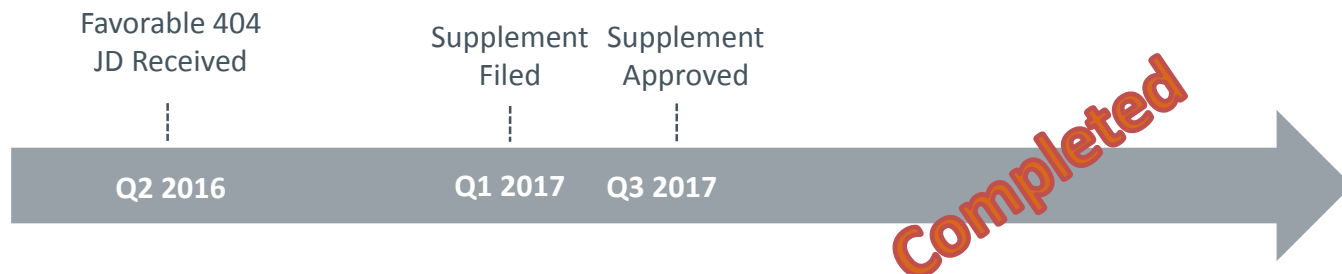 Favorable 404
JD Received
Supplement
Filed
Supplement
Approved
Q2 2016
Q1 2017
Q3 2017
Completed